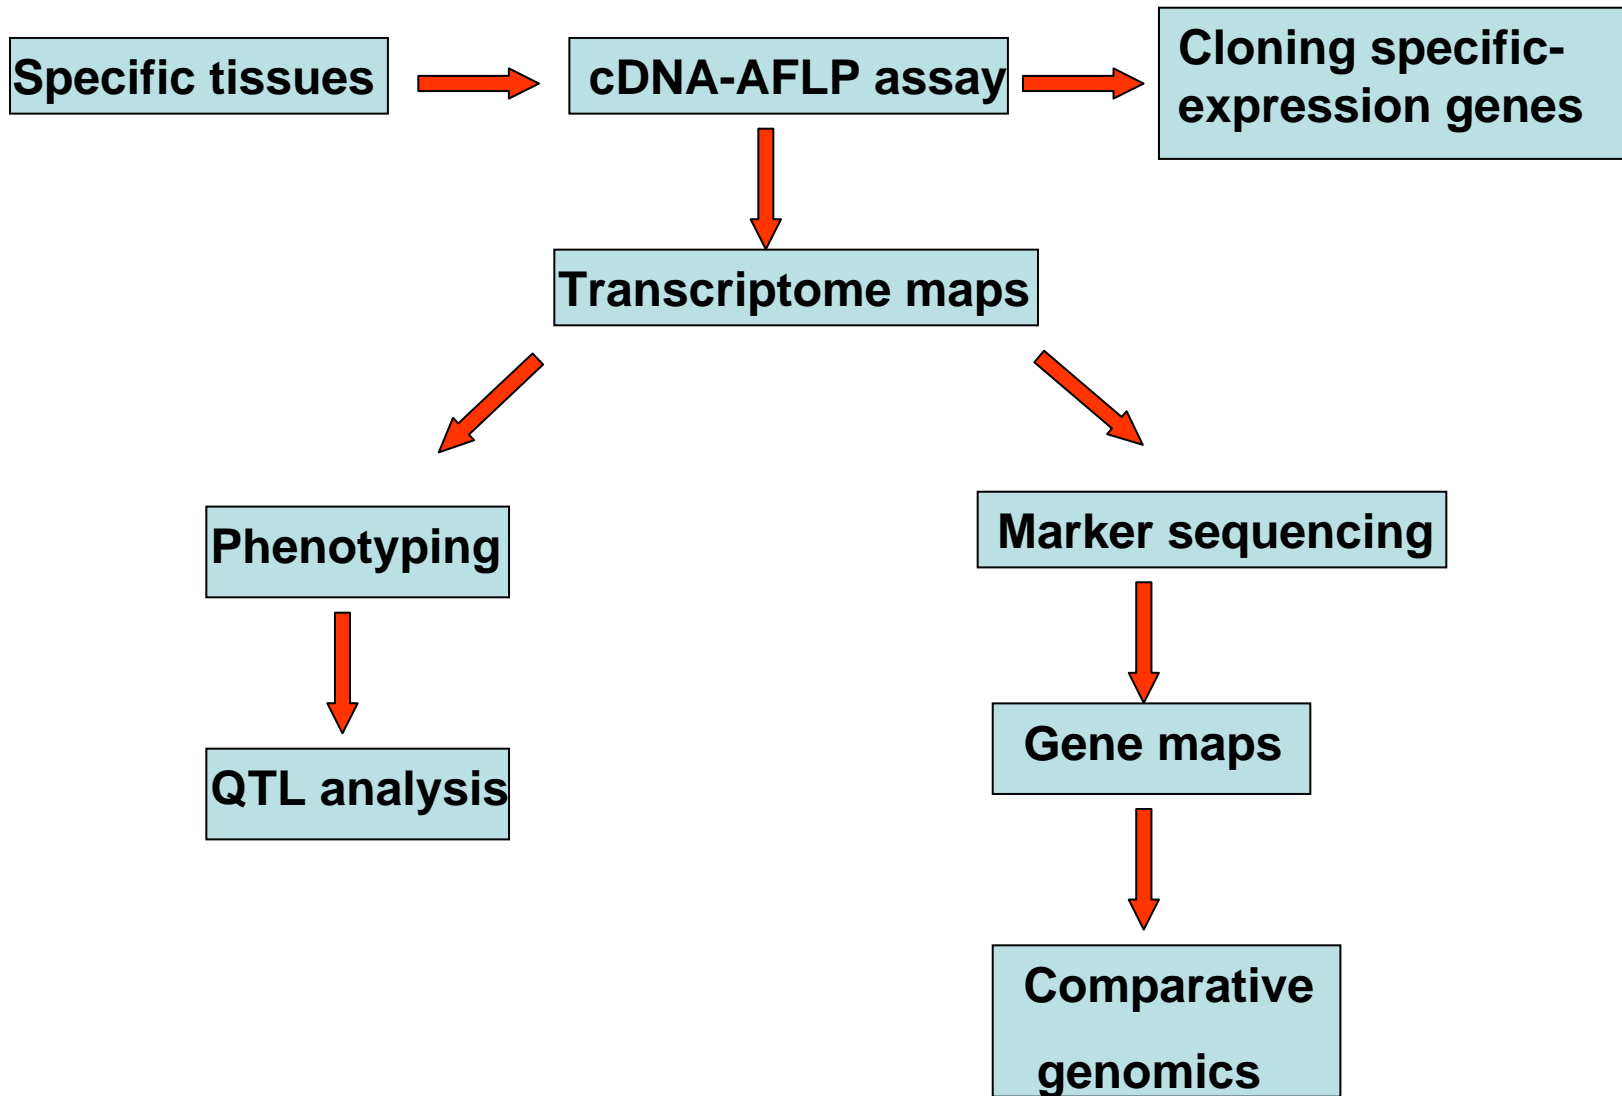 Specific tissues
cDNA-AFLP assay
Cloning specific-
expression genes
Transcriptome maps
Phenotyping
Marker sequencing
QTL analysis
Gene maps
Comparative
genomics